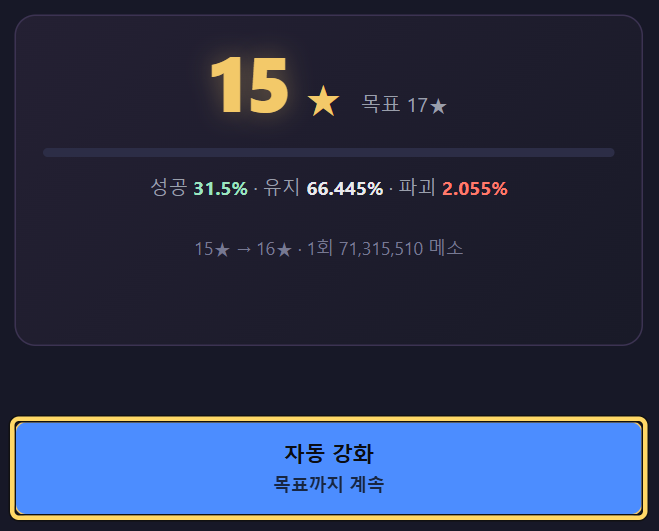 15 ★ 목표 17★
성공 31.5% · 유지 66.445% · 파괴 2.055%
15★ → 16★ · 1회 71,315,510 메소
자동 강화
목표까지 계속